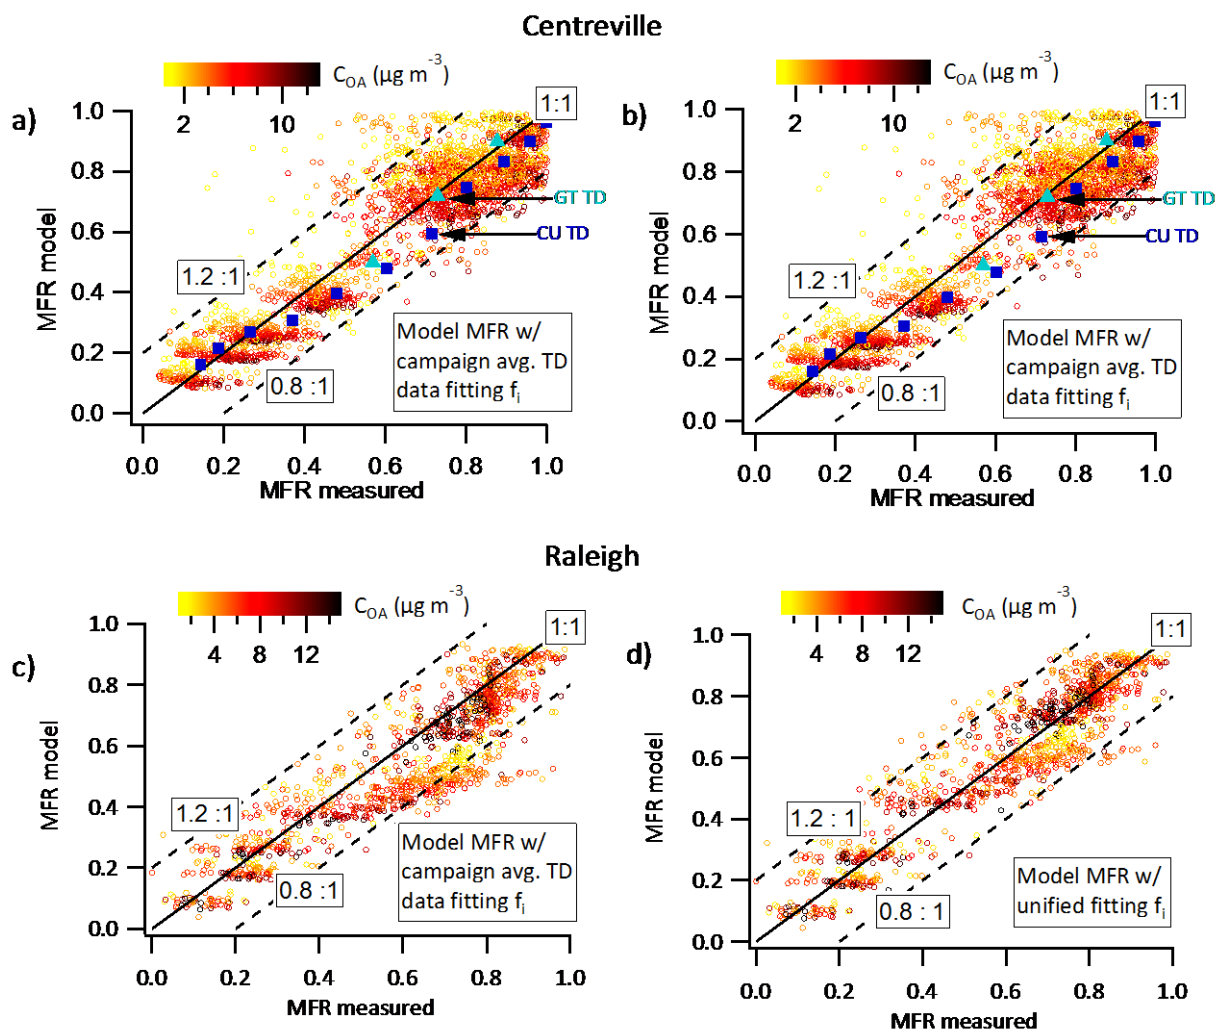 Centreville
C_OA (µg m^-3)
2 10
a)
1:1
1.0
0.8
0.6
0.4
0.2
0.0
MFR model
GT TD
CU TD
1.2 :1
0.8 :1
Model MFR w/
campaign avg. TD
data fitting f_i
0.0 0.2 0.4 0.6 0.8 1.0
MFR measured
C_OA (µg m^-3)
2 10
b)
1:1
1.0
0.8
0.6
0.4
0.2
0.0
MFR model
GT TD
CU TD
1.2 :1
0.8 :1
Model MFR w/
campaign avg. TD
data fitting f_i
0.0 0.2 0.4 0.6 0.8 1.0
MFR measured
Raleigh
C_OA (µg m^-3)
4 8 12
c)
1:1
1.0
0.8
0.6
0.4
0.2
0.0
MFR model
1.2 :1
0.8 :1
Model MFR w/
campaign avg. TD
data fitting f_i
0.0 0.2 0.4 0.6 0.8 1.0
MFR measured
C_OA (µg m^-3)
4 8 12
d)
1:1
1.0
0.8
0.6
0.4
0.2
0.0
MFR model
1.2 : 1
0.8 : 1
Model MFR w/
unified fitting f_i
0.0 0.2 0.4 0.6 0.8 1.0
MFR measured